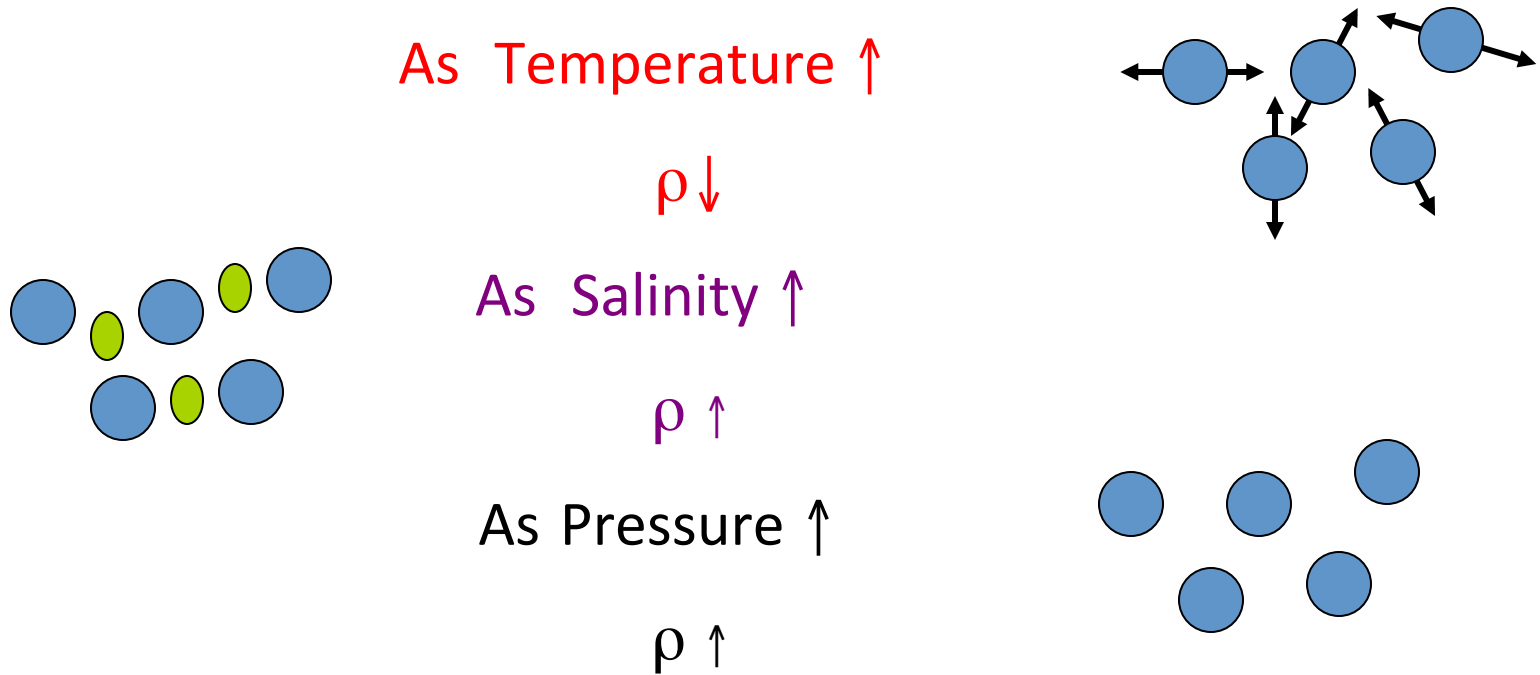 As Temperature ↑
ρ ↓
As Salinity ↑
ρ ↑
As Pressure ↑
ρ ↑